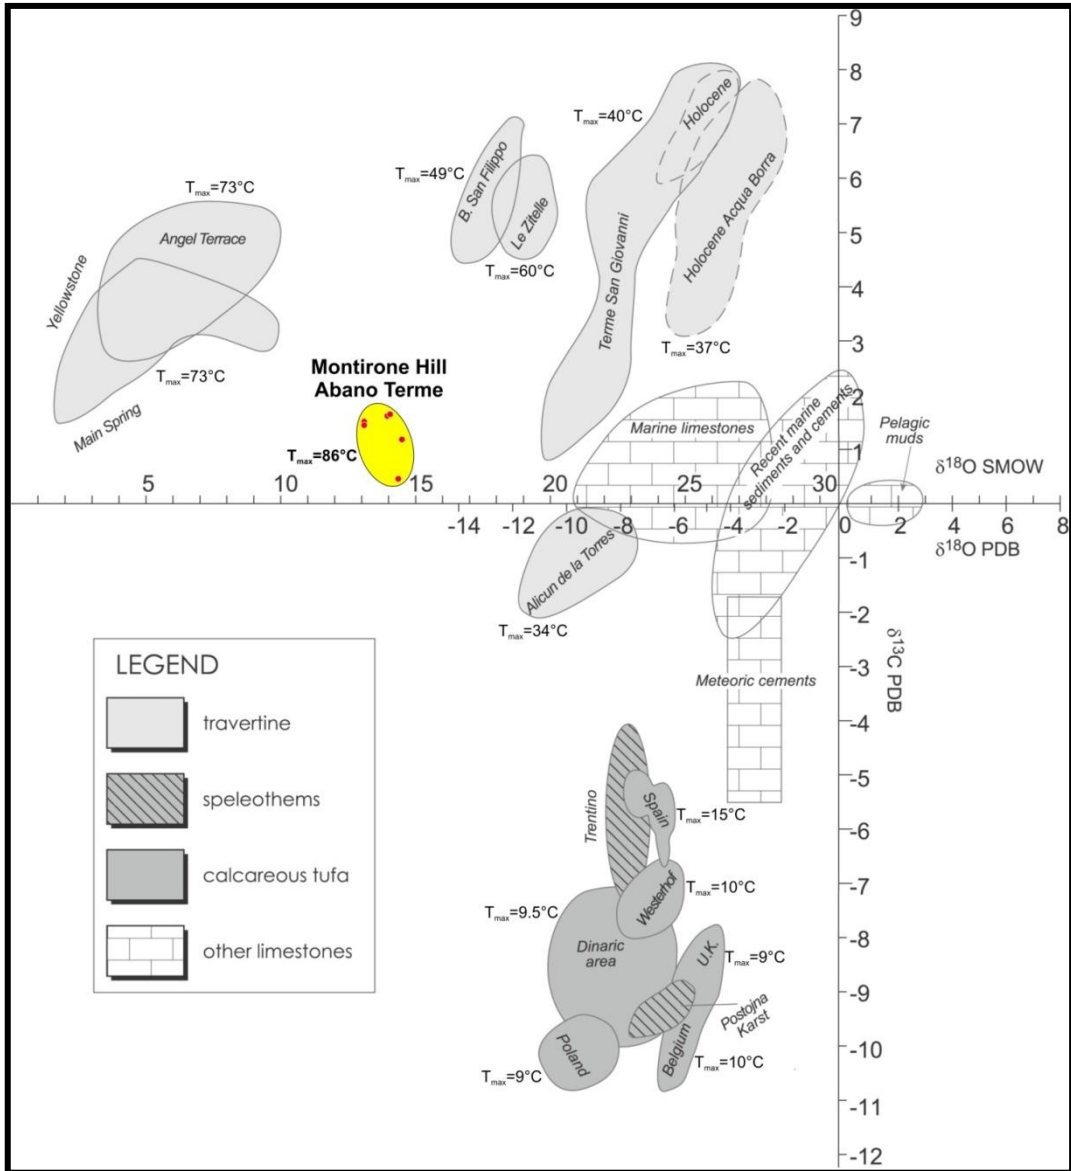 9
8
7
6
5
4
3
2
1
Tmax=40°C
Holocene
Tmax=49°C
B. San Filippo
Le Zitelle
Tmax=60°C
Terme San Giovanni
Holocene Acqua Borra
Tmax=37°C
Tmax=73°C
Angel Terrace
Yellowstone
Tmax=73°C
Main Spring
Montirone Hill
Abano Terme
Tmax=86°C
Marine limestones
Recent marine
sediments and cements
Pelagic
muds
δ18O SMOW
5 10 15 20 25 30
-14 -12 -10 -8 -6 -4 -2 0 2 4 6 8
δ18O PDB
Alicun de la Torres
Tmax=34°C
-1
-2
-3
-4
-5
-6
-7
-8
-9
-10
-11
-12
δ13C PDB
Meteoric cements
LEGEND
travertine
speleothems
calcareous tufa
other limestones
Trentino
Spain
Tmax=15°C
Westerhof
Tmax=10°C
Tmax=9.5°C
Dinaric
area
U.K.
Tmax=9°C
Postojna
Karst
Belgium
Tmax=10°C
Poland
Tmax=9°C